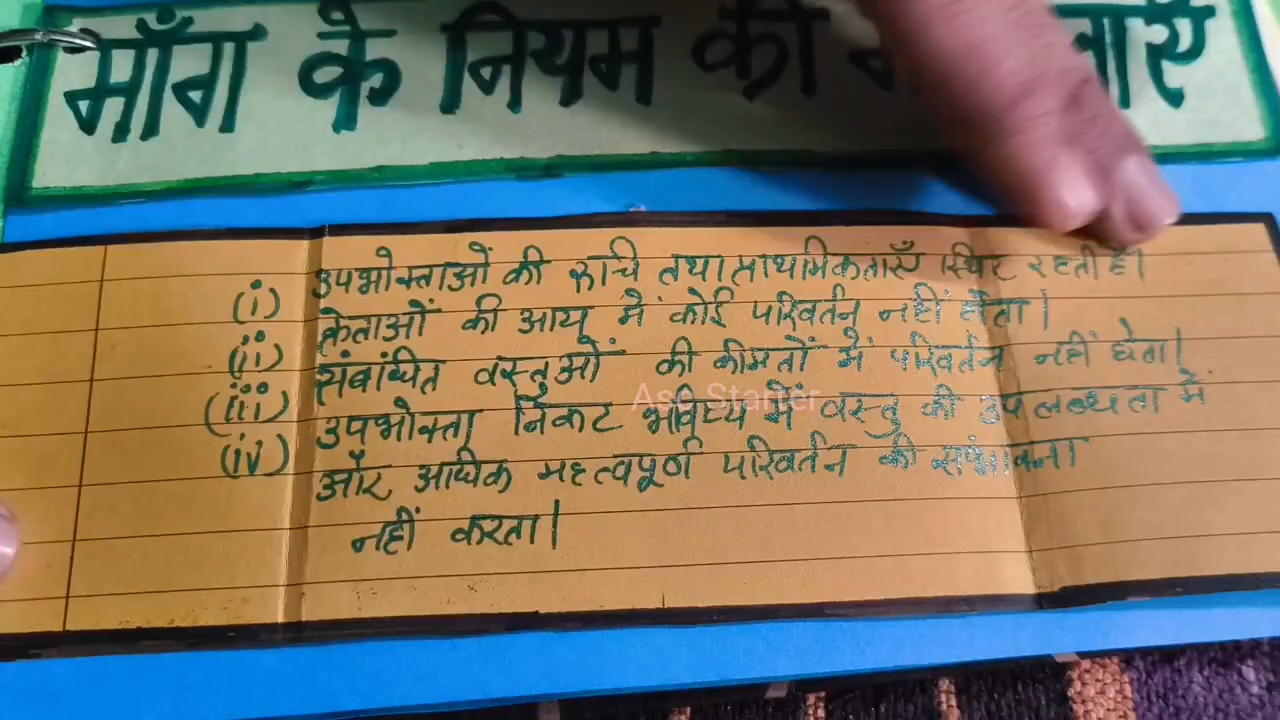 माँग के नियम की
(i) उपभोक्ताओं की रुचि तथा प्राथमिकताएँ स्थिर रहती है।
(ii) क्रेताओं की आयु में कोई परिवर्तन नहीं होता।
(iii) संबंधित वस्तुओं की कीमतों में परिवर्तन नहीं होगा।
(iv) उपभोक्ता निकट भविष्य में वस्तु की उपलब्धता में
और अधिक महत्वपूर्ण परिवर्तन की संभावना
नहीं करता।
Ase Starter